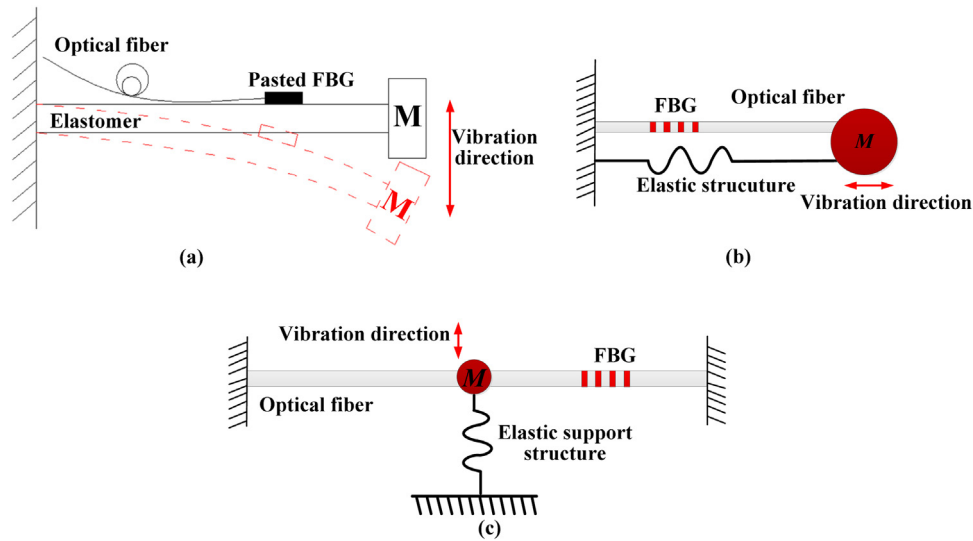 Optical fiber
Pasted FBG
M
Elastomer
Vibration
direction
M
(a)
Optical fiber
FBG
M
Elastic strucuture
Vibration direction
(b)
Vibration direction
FBG
M
Optical fiber
Elastic support
structure
(c)